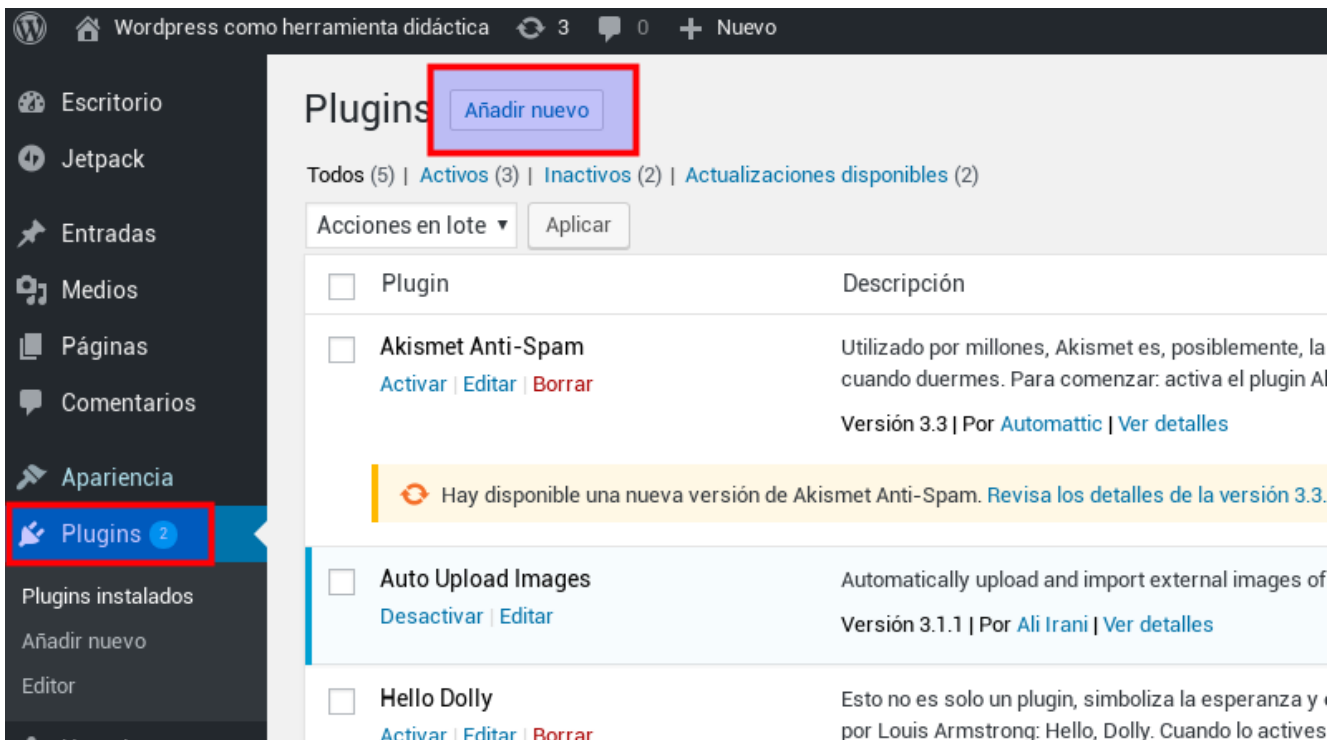 Wordpress como herramienta didáctica 3 0 + Nuevo
Escritorio
Jetpack
Entradas
Medios
Páginas
Comentarios
Apariencia
Plugins 2
Plugins instalados
Añadir nuevo
Editor
Plugins Añadir nuevo
Todos (5) | Activos (3) | Inactivos (2) | Actualizaciones disponibles (2)
Acciones en lote Aplicar
Plugin Descripción
Akismet Anti-Spam
Activar | Editar | Borrar
Utilizado por millones, Akismet es, posiblemente, la
cuando duermes. Para comenzar: activa el plugin
Versión 3.3 | Por Automattic | Ver detalles
Hay disponible una nueva versión de Akismet Anti-Spam. Revisa los detalles de la versión 3.3.
Auto Upload Images
Desactivar | Editar
Automatically upload and import external images of
Versión 3.1.1 | Por Ali Irani | Ver detalles
Hello Dolly
Activar | Editar | Borrar
Esto no es solo un plugin, simboliza la esperanza y
por Louis Armstrong: Hello, Dolly. Cuando lo actives